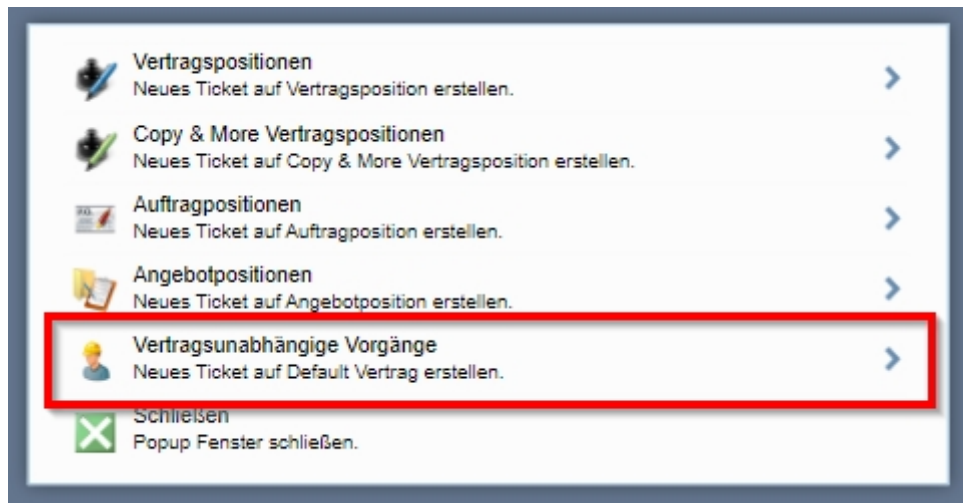 Vertragspositionen
Neues Ticket auf Vertragsposition erstellen.
Copy & More Vertragspositionen
Neues Ticket auf Copy & More Vertragsposition erstellen.
Auftragpositionen
Neues Ticket auf Auftragposition erstellen.
Angebotpositionen
Neues Ticket auf Angebotposition erstellen.
Vertragsunabhängige Vorgänge
Neues Ticket auf Default Vertrag erstellen.
Schließen
Popup Fenster schließen.